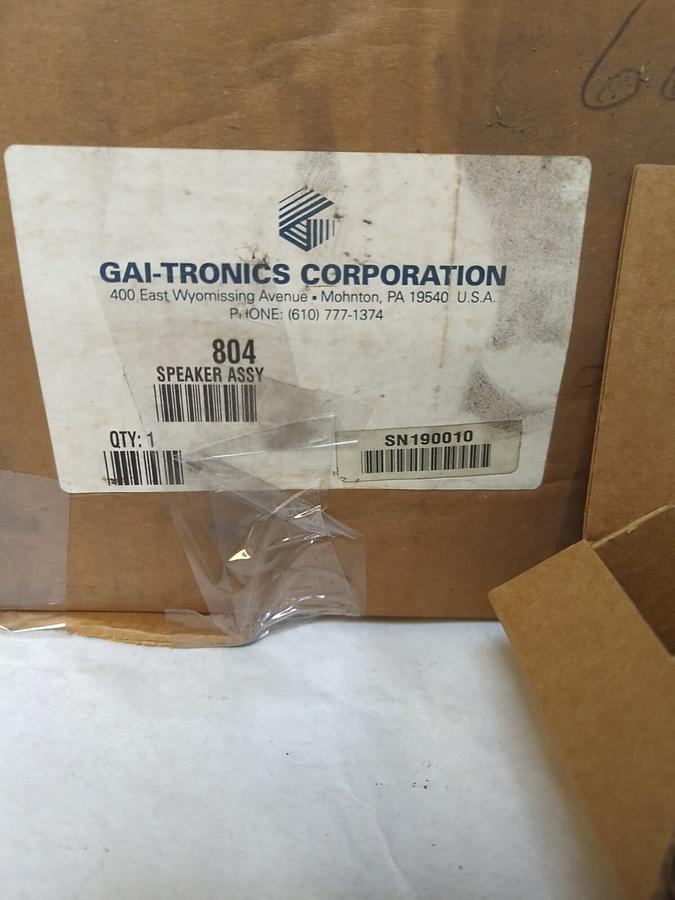 GAI-TRONICS CORPORATION
400 East Wyomissing Avenue ▪ Mohnton, PA 19540 U.S.A.
PHONE: (610) 777-1374
804
SPEAKER ASSY
QTY: 1
SN190010